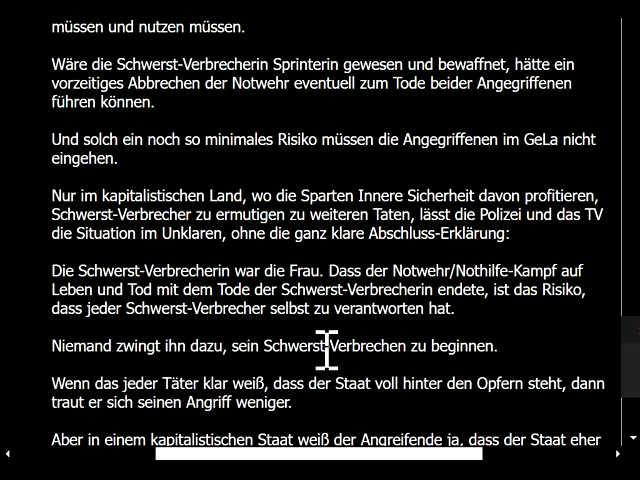 müssen und nutzen müssen.
Wäre die Schwerst-Verbrecherin Sprinterin gewesen und bewaffnet, hätte ein
vorzeitiges Abbrechen der Notwehr eventuell zum Tode beider Angegriffenen
führen können.
Und solch ein noch so minimales Risiko müssen die Angegriffenen im GeLa nicht
eingehen.
Nur im kapitalistischen Land, wo die Sparten Innere Sicherheit davon profitieren,
Schwerst-Verbrecher zu ermutigen zu weiteren Taten, lässt die Polizei und das TV
die Situation im Unklaren, ohne die ganz klare Abschluss-Erklärung:
Die Schwerst-Verbrecherin war die Frau. Dass der Notwehr/Nothilfe-Kampf auf
Leben und Tod mit dem Tode der Schwerst-Verbrecherin endete, ist das Risiko,
dass jeder Schwerst-Verbrecher selbst zu verantworten hat.
Niemand zwingt ihn dazu, sein Schwerst-Verbrechen zu beginnen.
Wenn das jeder Täter klar weiß, dass der Staat voll hinter den Opfern steht, dann
traut er sich seinen Angriff weniger.
Aber in einem kapitalistischen Staat weiß der Angreifende ja, dass der Staat eher